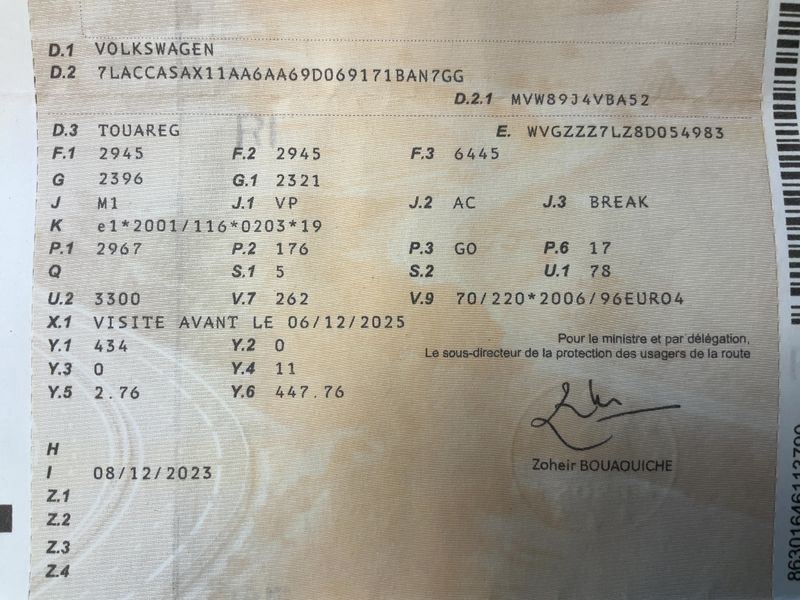 D.1 VOLKSWAGEN
D.2 7LACCASAX11AA6AA69D069171BAN7GG
D.2.1 MVW89J4VBA52
D.3 TOUAREG E. WVGZZZ7LZ8D054983
F.1 2945 F.2 2945 F.3 6445
G 2396 G.1 2321
J M1 J.1 VP J.2 AC J.3 BREAK
K e1*2001/116*0203*19
P.1 2967 P.2 176 P.3 GO P.6 17
Q S.1 5 S.2 U.1 78
U.2 3300 V.7 262 V.9 70/220*2006/96EURO4
X.1 VISITE AVANT LE 06/12/2025
Y.1 434 Y.2 0
Pour le ministre et par délégation,
Le sous-directeur de la protection des usagers de la route
Y.3 0 Y.4 11
Y.5 2.76 Y.6 447.76
H
Zoheir BOUAOUICHE
I 08/12/2023
Z.1
Z.2
Z.3
Z.4